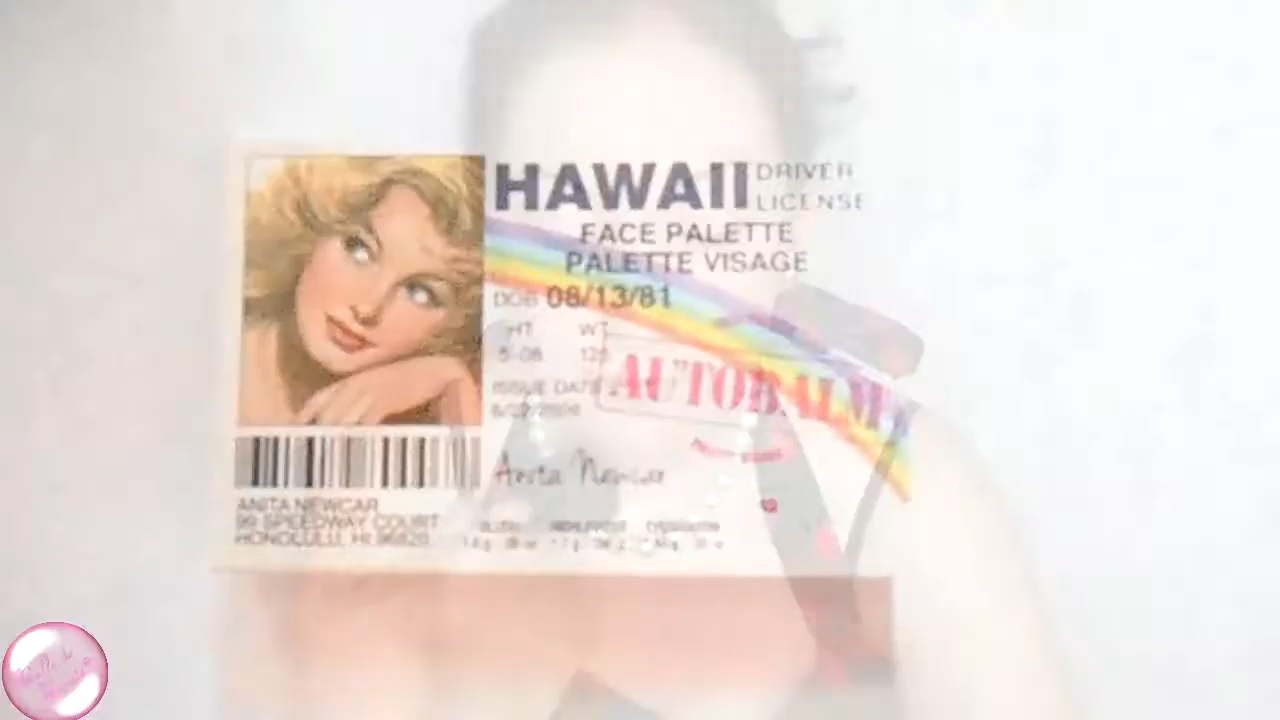 HAWAII
DRIVER
LICENSE
FACE PALETTE
PALETTE VISAGE
DOB 08/13/81
HT WT
5-08
ISSUE DATE
AUTOBALM
Anita Newcar
ANITA NEWCAR
99 SPEEDWAY COURT
HONOLULU, HI 96820